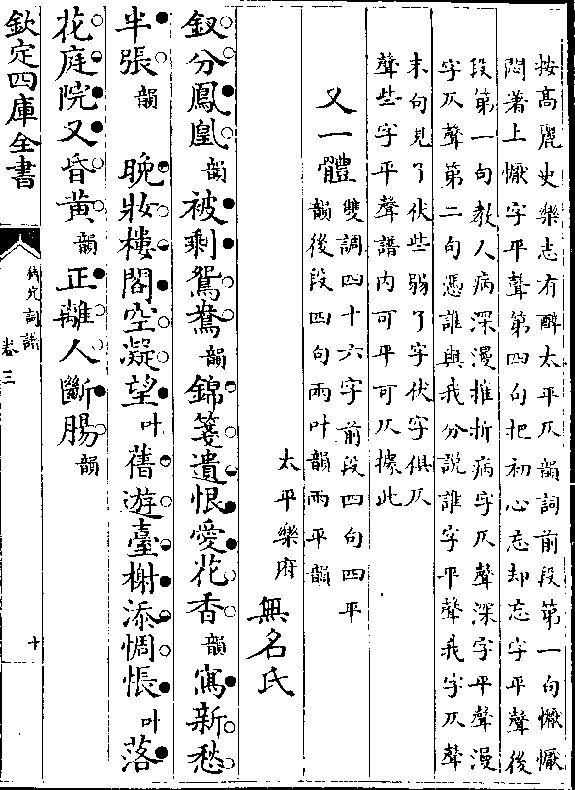 按髙麗史樂志有醉太平仄韻詞前段第一句懨懨
悶著上懨字平聲第四句把初心忘却忘字平聲後
段第一句教人病深漫摧折病字仄聲深字平聲漫
字仄聲第二句憑誰與我分説誰字平聲我字仄聲
末句見了伏些弱了字伏字俱仄
聲些字平聲譜内可平可仄據此
又一體雙調四十六字前段四句四平
韻後段四句兩叶韻兩平韻
太平樂府　無名氏
釵分鳳凰韻被剩鴛鴦韻錦箋遺恨愛花香韻寫新愁
半張韻　晩妝樓閣空凝望叶舊遊臺榭添惆悵叶落
花庭院又昏黄韻正離人斷腸韻
欽定四庫全書
欽定詞譜
卷三
十